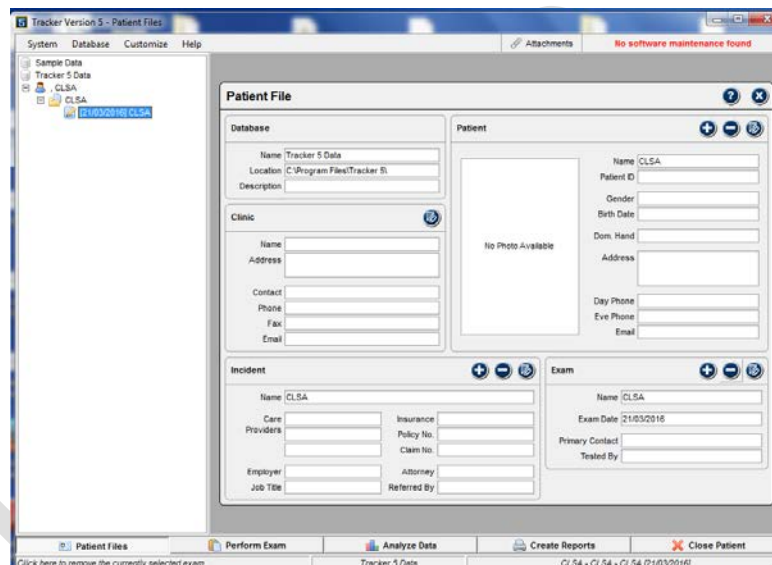 Tracker Version 5 - Patient Files
System Database Customize Help Attachments No software maintenance found
Sample Data
Tracker 5 Data
, CLSA
CLSA
[21/03/2016] CLSA
Patient File
Database
Name Tracker 5 Data
Location C:\Program Files\Tracker 5\
Description
Clinic
Name
Address
Contact
Phone
Fax
Email
Patient
No Photo Available
Name CLSA
Patient ID
Gender
Birth Date
Dom. Hand
Address
Day Phone
Eve Phone
Email
Incident
Name CLSA
Care Providers
Insurance
Policy No.
Claim No.
Employer
Attorney
Job Title
Referred By
Exam
Name CLSA
Exam Date 21/03/2016
Primary Contact
Tested By
Patient Files Perform Exam Analyze Data Create Reports Close Patient
Click here to remove the currently selected exam Tracker 5 Data CLSA - CLSA - CLSA [21/03/2016]